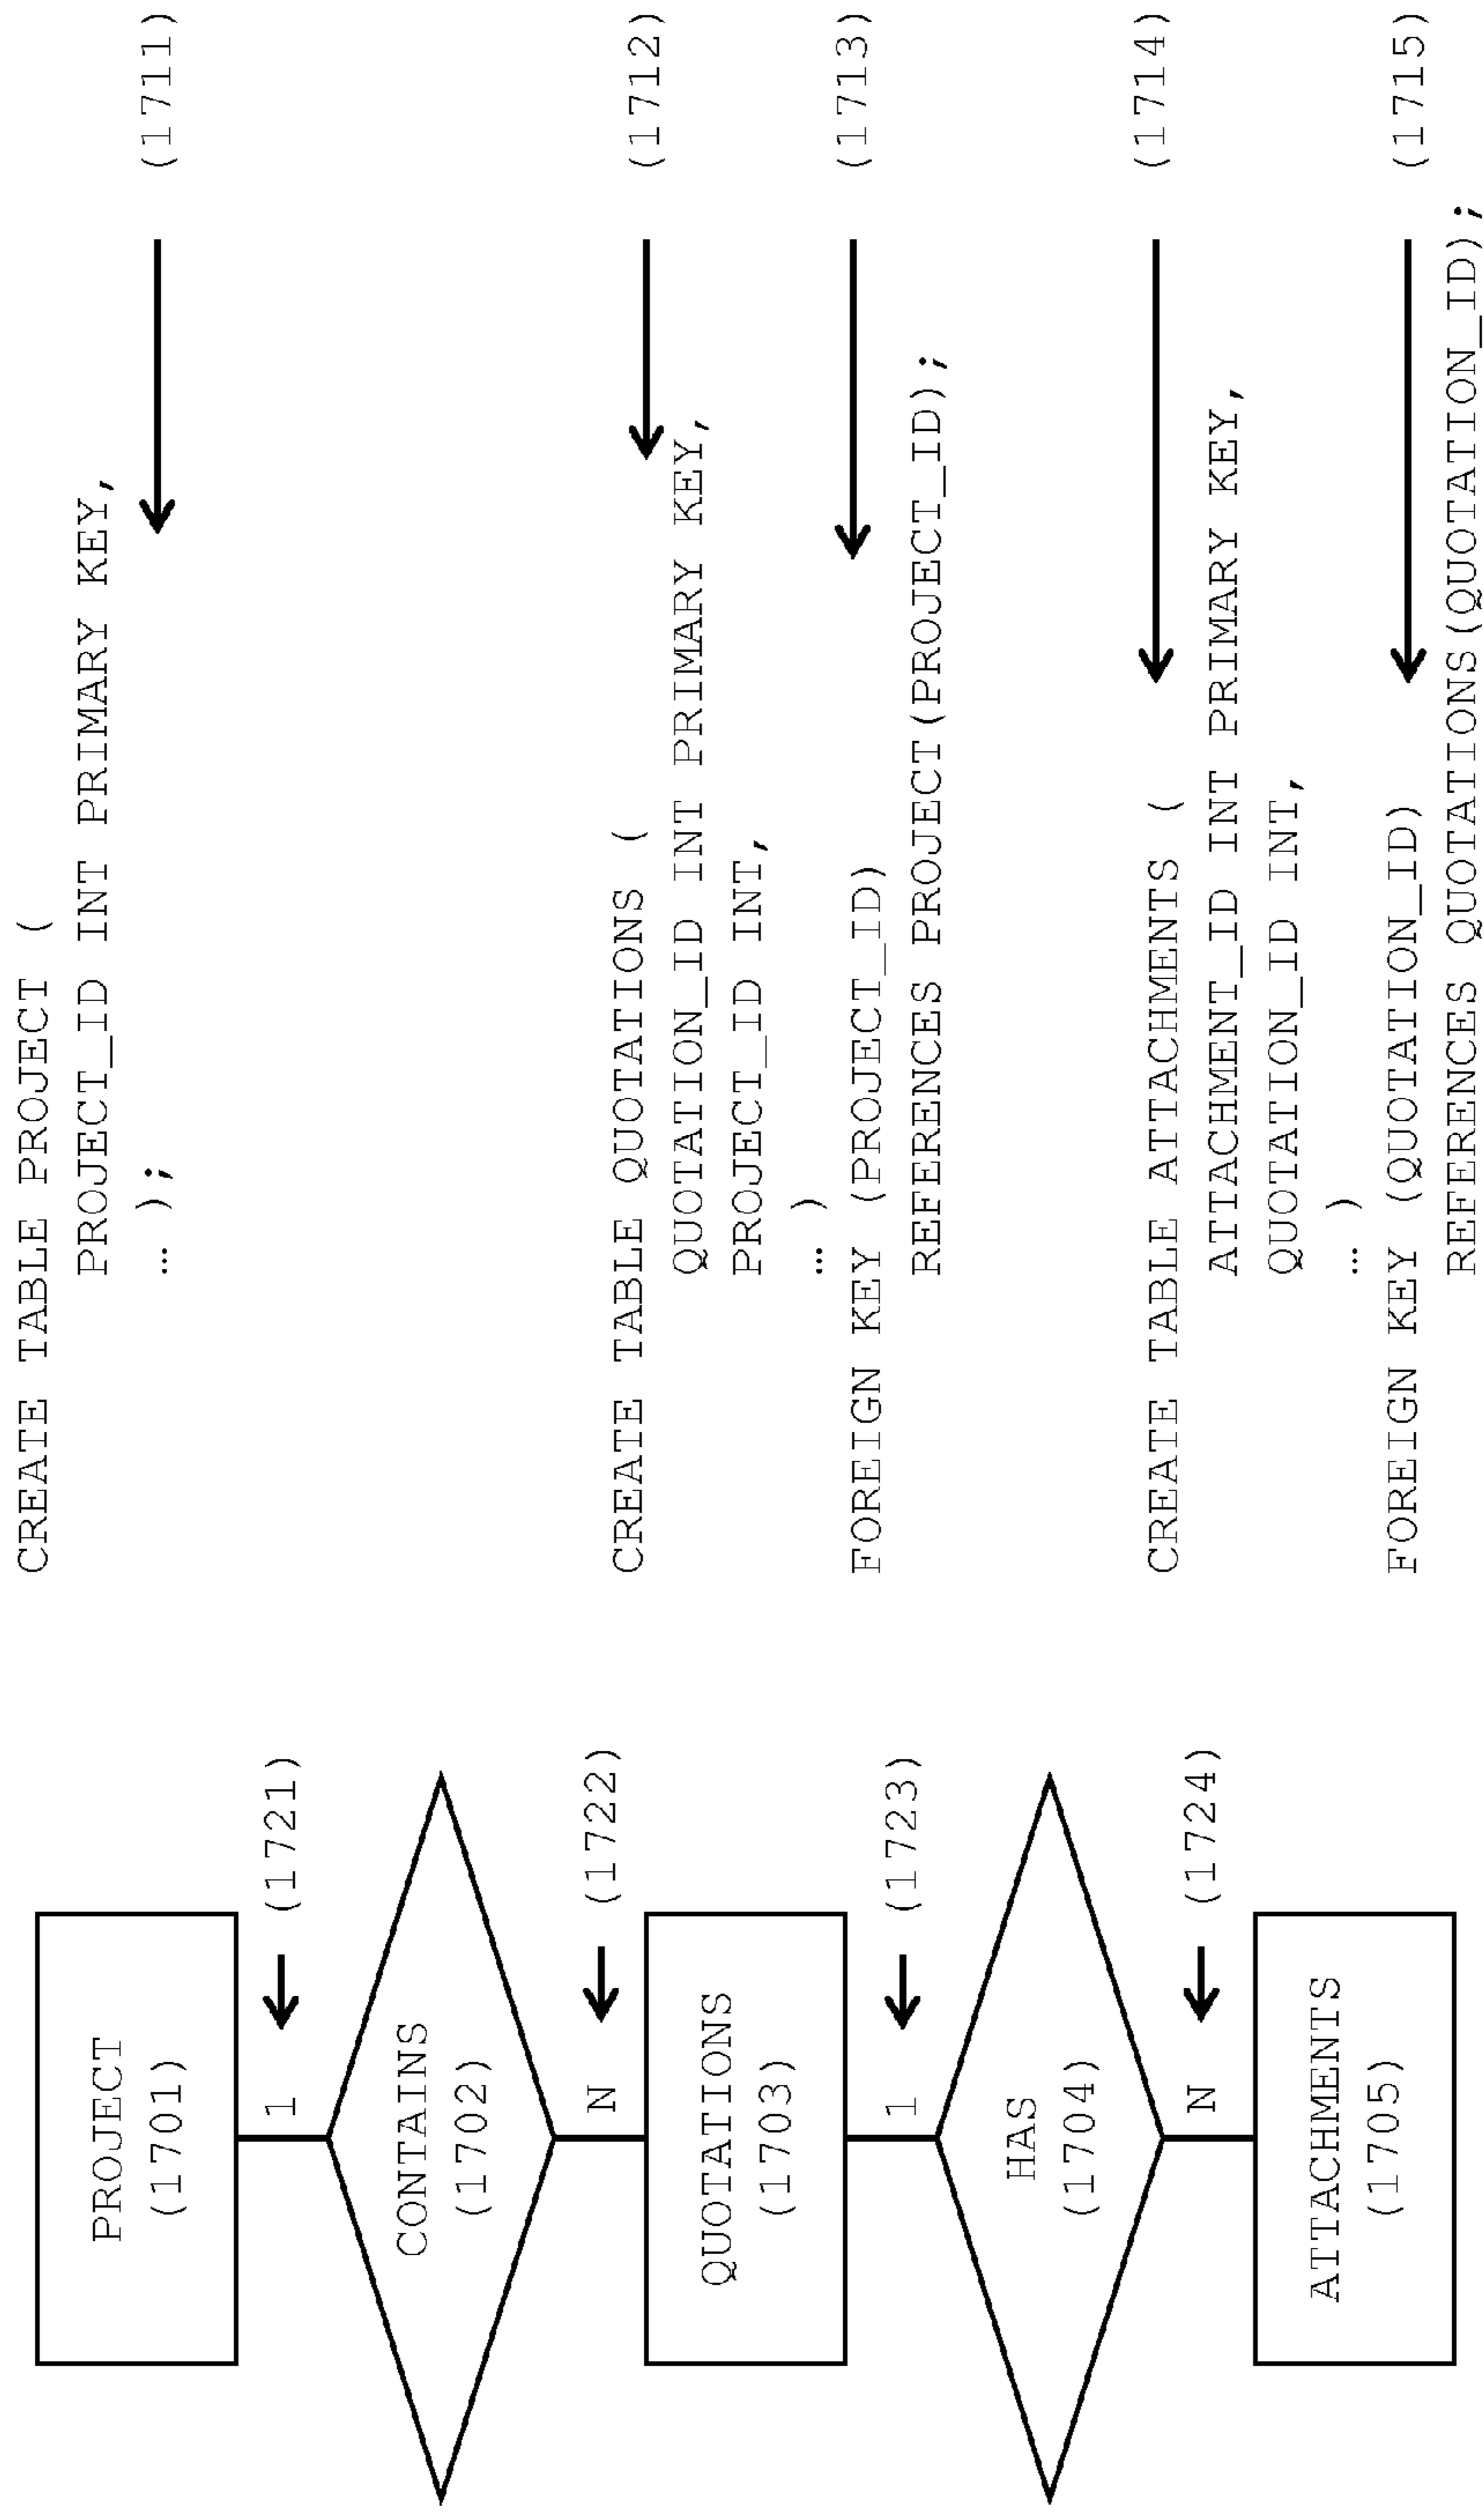 PROJECT
(1701)
1
(1721)
CONTAINS
(1702)
N
(1722)
QUOTATIONS
(1703)
1
(1723)
HAS
(1704)
N
(1724)
ATTACHMENTS
(1705)
CREATE TABLE PROJECT (
PROJECT_ID INT PRIMARY KEY,
… );
(1711)
CREATE TABLE QUOTATIONS (
QUOTATION_ID INT PRIMARY KEY,
(1712)
PROJECT_ID INT,
… )
FOREIGN KEY (PROJECT_ID)
(1713)
REFERENCES PROJECT(PROJECT_ID);
CREATE TABLE ATTACHMENTS (
(1714)
ATTACHMENT_ID INT PRIMARY KEY,
QUOTATION_ID INT,
… )
FOREIGN KEY (QUOTATION_ID)
(1715)
REFERENCES QUOTATIONS(QUOTATION_ID);